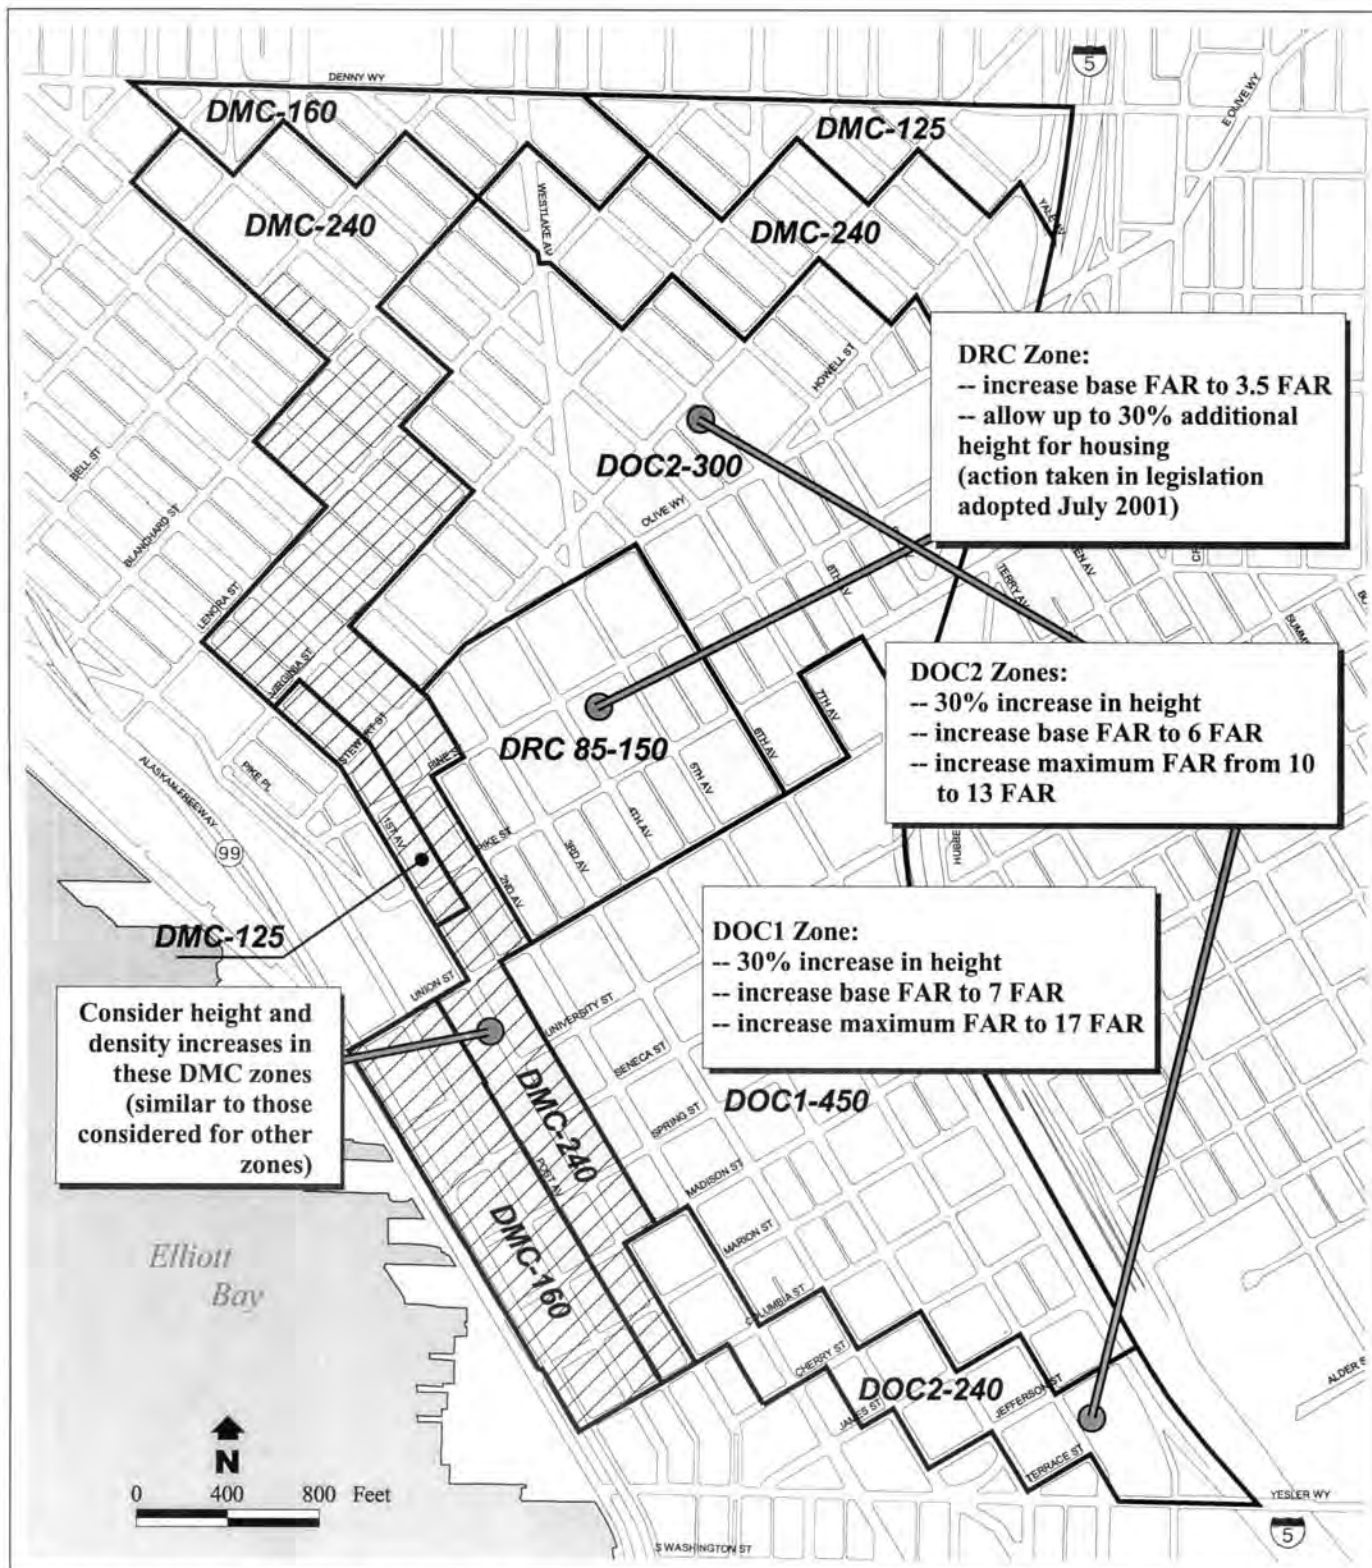 DENNY WY
5
E OLIVE WY
DMC-160
DMC-125
WESTLAKE AV
YALE
DMC-240
DMC-240
HOWELL ST
DRC Zone:
-- increase base FAR to 3.5 FAR
-- allow up to 30% additional
height for housing
(action taken in legislation
adopted July 2001)
DOC2-300
BELL ST
OLIVE WY
BLANCHARD ST
8TH AV
TERRY AV
LENORA ST
VIRGINIA ST
STEWART ST
DOC2 Zones:
-- 30% increase in height
-- increase base FAR to 6 FAR
-- increase maximum FAR from 10
to 13 FAR
7TH AV
6TH AV
5TH AV
4TH AV
3RD AV
2ND AV
1ST AV
DRC 85-150
PINE S
PIKE ST
PIKE PL
ALASKAN FREEWAY
99
DMC-125
UNION ST
DOC1 Zone:
-- 30% increase in height
-- increase base FAR to 7 FAR
-- increase maximum FAR to 17 FAR
Consider height and
density increases in
these DMC zones
(similar to those
considered for other
zones)
UNIVERSITY ST
SENECA ST
SPRING ST
DOC1-450
DMC-240
POST AV
MADISON ST
MARION ST
DMC-160
COLUMBIA ST
CHERRY ST
Elliott
Bay
DOC2-240
JAMES ST
JEFFERSON ST
TERRACE ST
ALDER S
N
0 400 800 Feet
YESLER WY
5
S WASHINGTON ST